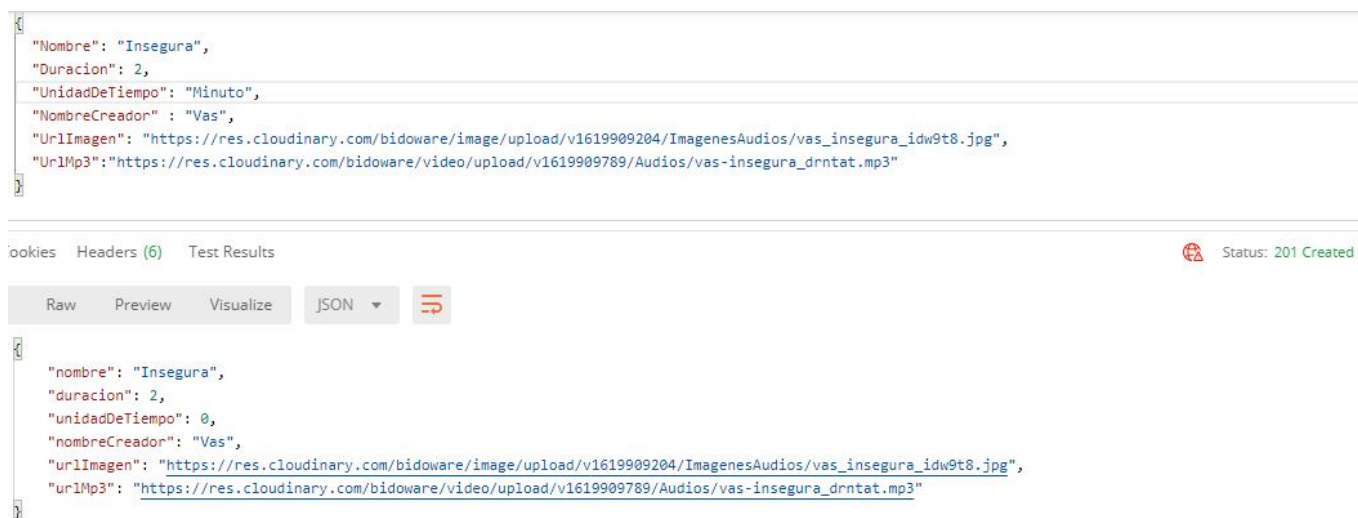 {
"Nombre": "Insegura",
"Duracion": 2,
"UnidadDeTiempo": "Minuto",
"NombreCreador" : "Vas",
"UrlImagen": "https://res.cloudinary.com/bidoware/image/upload/v1619909204/ImagenesAudios/vas_insegura_idw9t8.jpg",
"UrlMp3":"https://res.cloudinary.com/bidoware/video/upload/v1619909789/Audios/vas-insegura_drntat.mp3"
}
ookies Headers (6) Test Results Status: 201 Created
Raw Preview Visualize JSON
{
"nombre": "Insegura",
"duracion": 2,
"unidadDeTiempo": 0,
"nombreCreador": "Vas",
"urlImagen": "https://res.cloudinary.com/bidoware/image/upload/v1619909204/ImagenesAudios/vas_insegura_idw9t8.jpg",
"urlMp3": "https://res.cloudinary.com/bidoware/video/upload/v1619909789/Audios/vas-insegura_drntat.mp3"
}